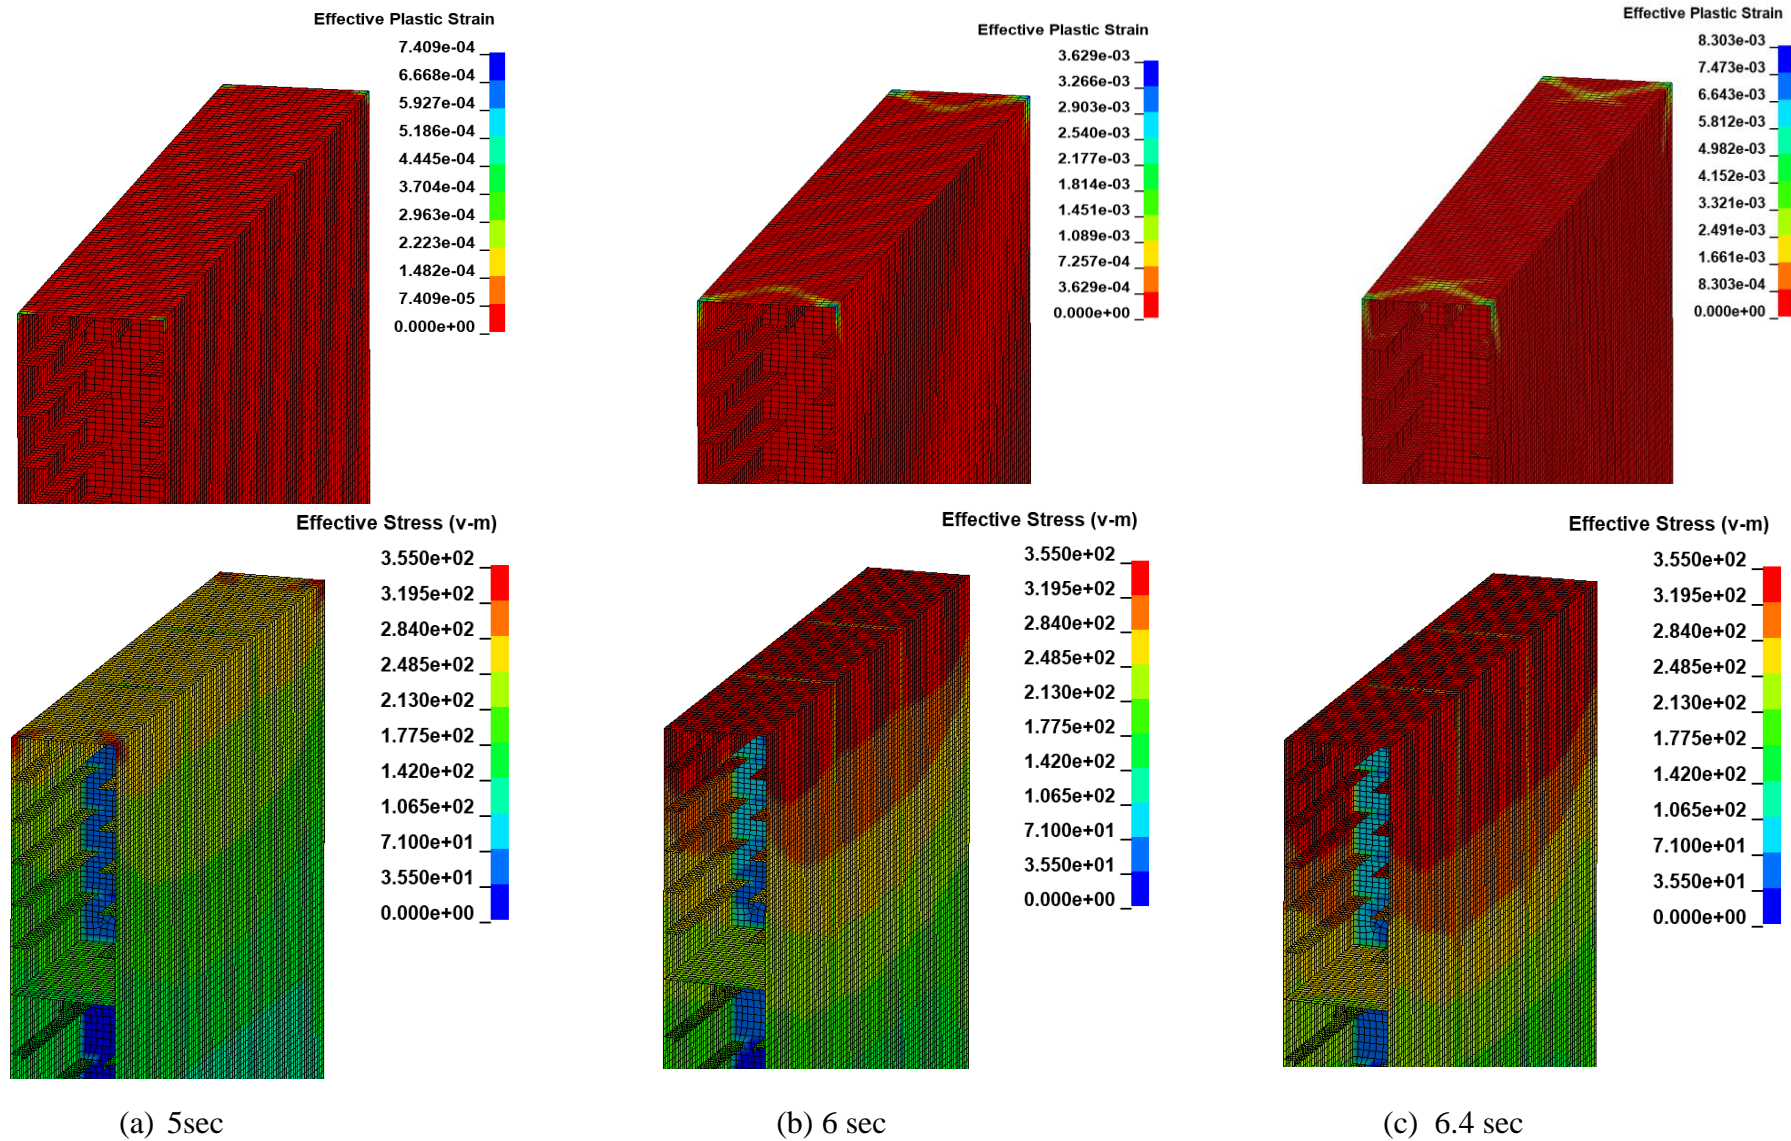 Effective Plastic Strain
7.409e-04
6.668e-04
5.927e-04
5.186e-04
4.445e-04
3.704e-04
2.963e-04
2.223e-04
1.482e-04
7.409e-05
0.000e+00
Effective Plastic Strain
3.629e-03
3.266e-03
2.903e-03
2.540e-03
2.177e-03
1.814e-03
1.451e-03
1.089e-03
7.257e-04
3.629e-04
0.000e+00
Effective Plastic Strain
8.303e-03
7.473e-03
6.643e-03
5.812e-03
4.982e-03
4.152e-03
3.321e-03
2.491e-03
1.661e-03
8.303e-04
0.000e+00
Effective Stress (v-m)
3.550e+02
3.195e+02
2.840e+02
2.485e+02
2.130e+02
1.775e+02
1.420e+02
1.065e+02
7.100e+01
3.550e+01
0.000e+00
Effective Stress (v-m)
3.550e+02
3.195e+02
2.840e+02
2.485e+02
2.130e+02
1.775e+02
1.420e+02
1.065e+02
7.100e+01
3.550e+01
0.000e+00
Effective Stress (v-m)
3.550e+02
3.195e+02
2.840e+02
2.485e+02
2.130e+02
1.775e+02
1.420e+02
1.065e+02
7.100e+01
3.550e+01
0.000e+00
(a) 5sec
(b) 6 sec
(c) 6.4 sec